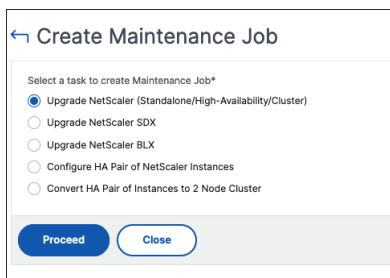 Create Maintenance Job
Select a task to create Maintenance Job*
Upgrade NetScaler (Standalone/High-Availability/Cluster)
Upgrade NetScaler SDX
Upgrade NetScaler BLX
Configure HA Pair of NetScaler Instances
Convert HA Pair of Instances to 2 Node Cluster
Proceed
Close